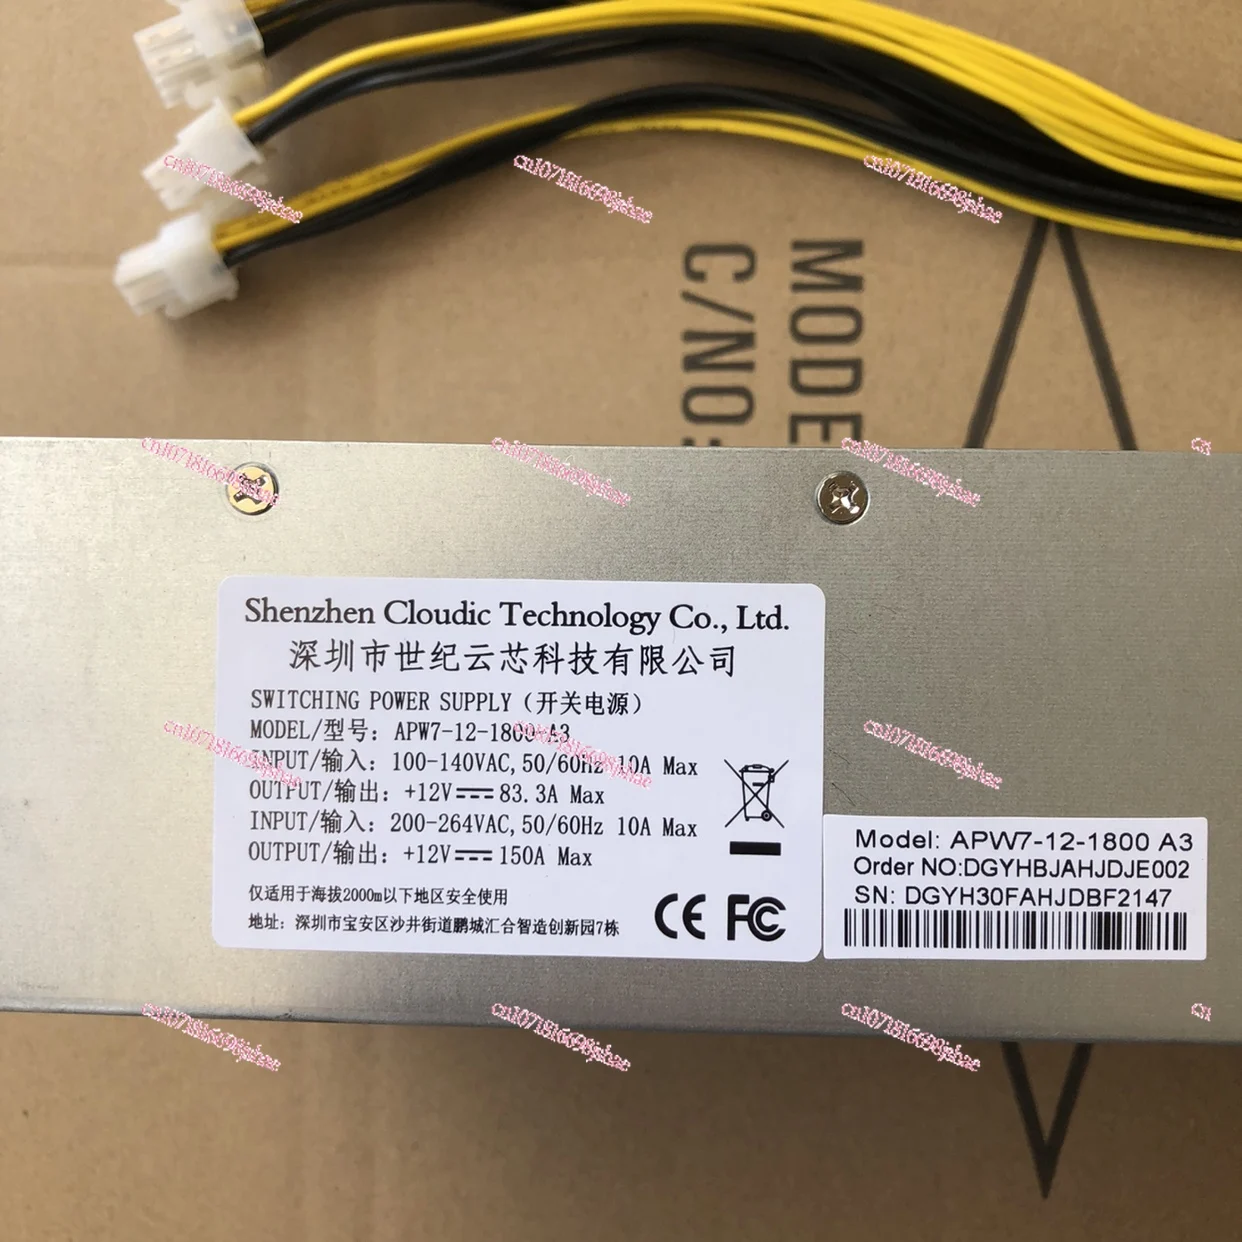 MODE
C/NO:
Shenzhen Cloudic Technology Co., Ltd.
深圳市世纪云芯科技有限公司
SWITCHING POWER SUPPLY (开关电源)
MODEL/型号: APW7-12-1800 A3
INPUT/输入: 100-140VAC,50/60Hz 10A Max
OUTPUT/输出: +12V⎓83.3A Max
INPUT/输入: 200-264VAC,50/60Hz 10A Max
OUTPUT/输出: +12V⎓150A Max
仅适用于海拔2000m以下地区安全使用
地址: 深圳市宝安区沙井街道鹏城汇合智造创新园7栋
CE FC
Model: APW7-12-1800 A3
Order NO:DGYHBJAHJDJE002
SN: DGYH30FAHJDBF2147